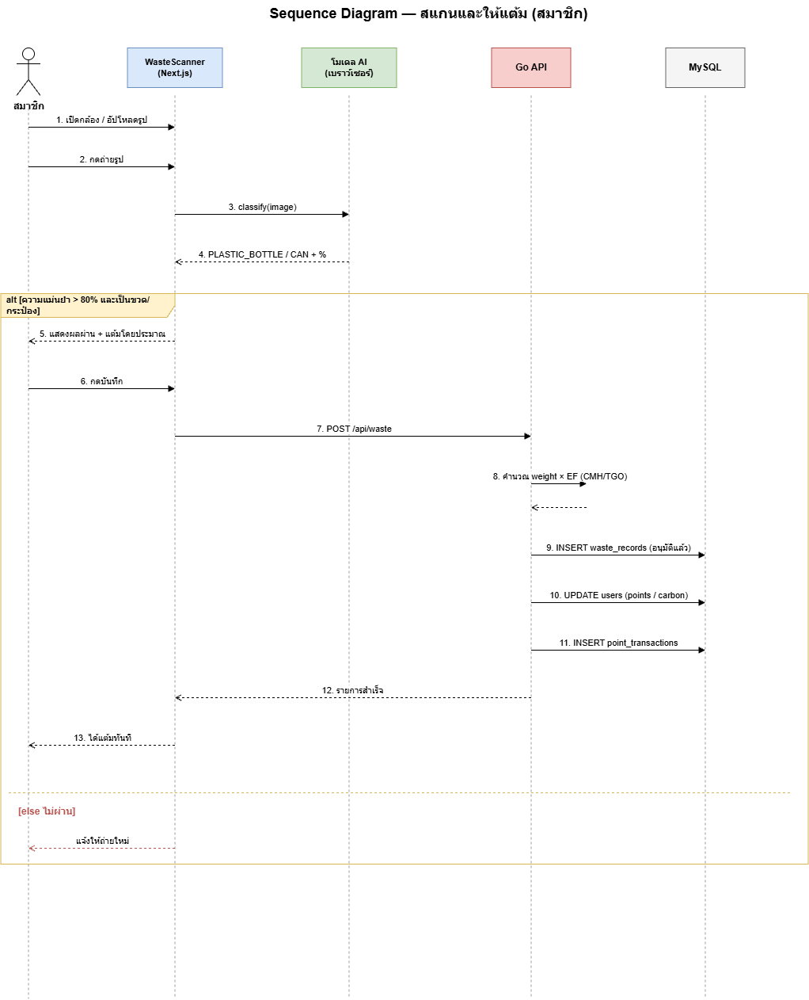 Sequence Diagram — สแกนและให้แต้ม (สมาชิก)
WasteScanner
(Next.js)
โมเดล AI
(เบราว์เซอร์)
Go API
MySQL
สมาชิก
1. เปิดกล้อง / อัปโหลดรูป
2. กดถ่ายรูป
3. classify(image)
4. PLASTIC_BOTTLE / CAN + %
alt [ความแม่นยำ > 80% และเป็นขวด/
กระป๋อง]
5. แสดงผลผ่าน + แต้มโดยประมาณ
6. กดบันทึก
7. POST /api/waste
8. คำนวณ weight × EF (CMH/TGO)
9. INSERT waste_records (อนุมัติแล้ว)
10. UPDATE users (points / carbon)
11. INSERT point_transactions
12. รายการสำเร็จ
13. ได้แต้มทันที
[else ไม่ผ่าน]
แจ้งให้ถ่ายใหม่